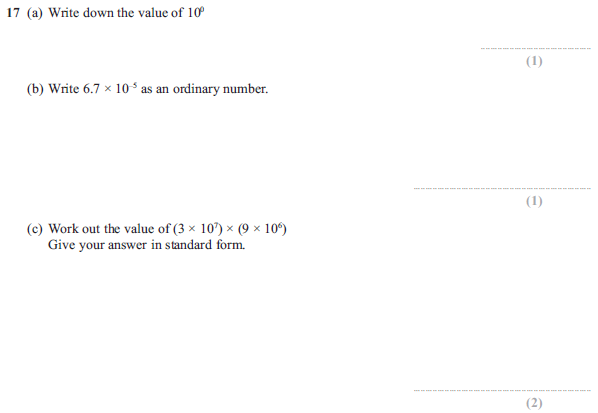 17 (a) Write down the value of 10⁰
(1)
(b) Write 6.7 × 10⁻⁵ as an ordinary number.
(1)
(c) Work out the value of (3 × 10⁷) × (9 × 10⁶)
Give your answer in standard form.
(2)